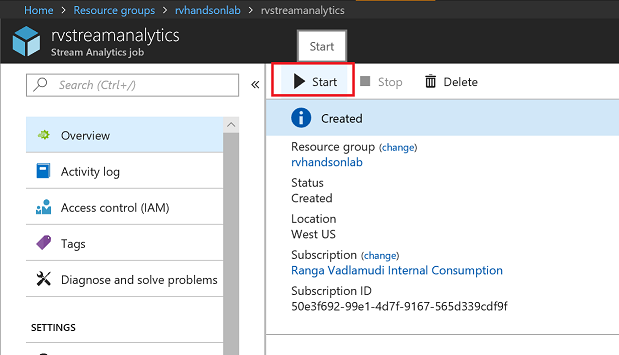 Home > Resource groups > rvhandsonlab > rvstreamanalytics
rvstreamanalytics
Stream Analytics job
Start
Search (Ctrl+/)
«
Start
Stop
Delete
Overview
Activity log
Access control (IAM)
Tags
Diagnose and solve problems
SETTINGS
Created
Resource group (change)
rvhandsonlab
Status
Created
Location
West US
Subscription (change)
Ranga Vadlamudi Internal Consumption
Subscription ID
50e3f692-99e1-4d7f-9167-565d339cdf9f